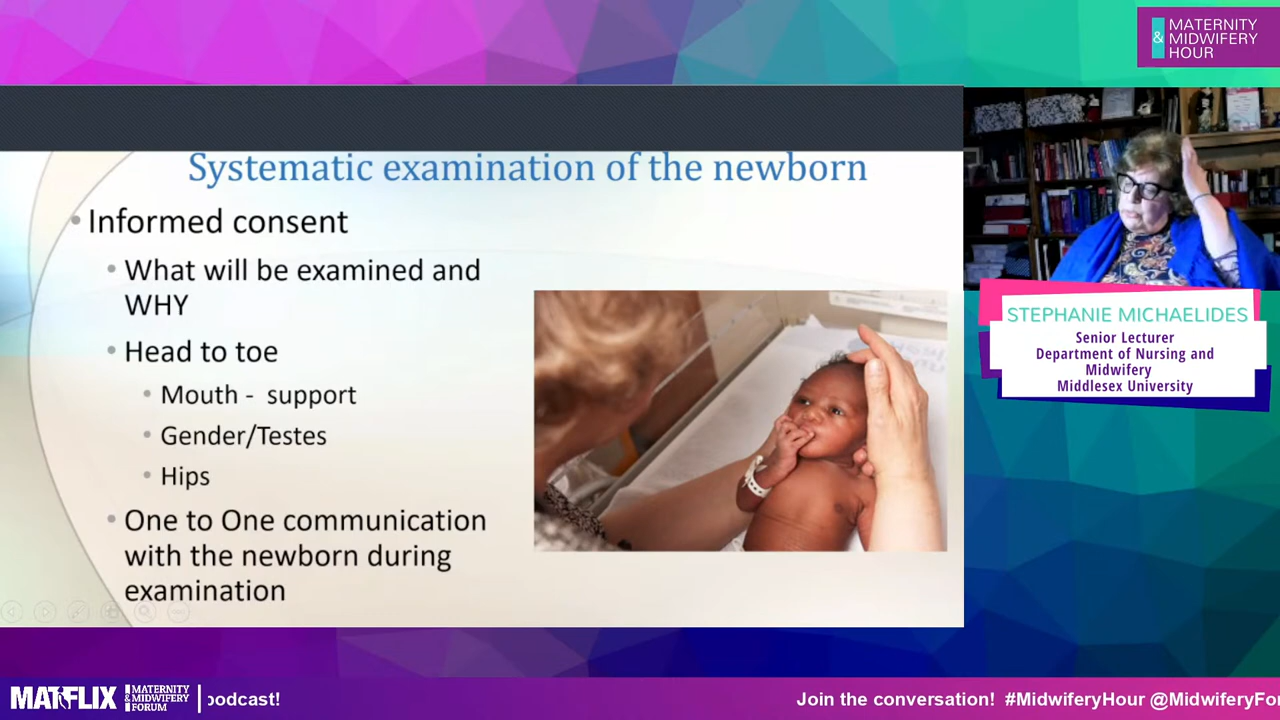 MATERNITY
& MIDWIFERY
HOUR
Systematic examination of the newborn
• Informed consent
• What will be examined and
WHY
• Head to toe
• Mouth - support
• Gender/Testes
• Hips
• One to One communication
with the newborn during
examination
STEPHANIE MICHAELIDES
Senior Lecturer
Department of Nursing and
Midwifery
Middlesex University
MATFLIX
MATERNITY
& MIDWIFERY
FORUM
podcast!
Join the conversation! #MidwiferyHour @MidwiferyFor